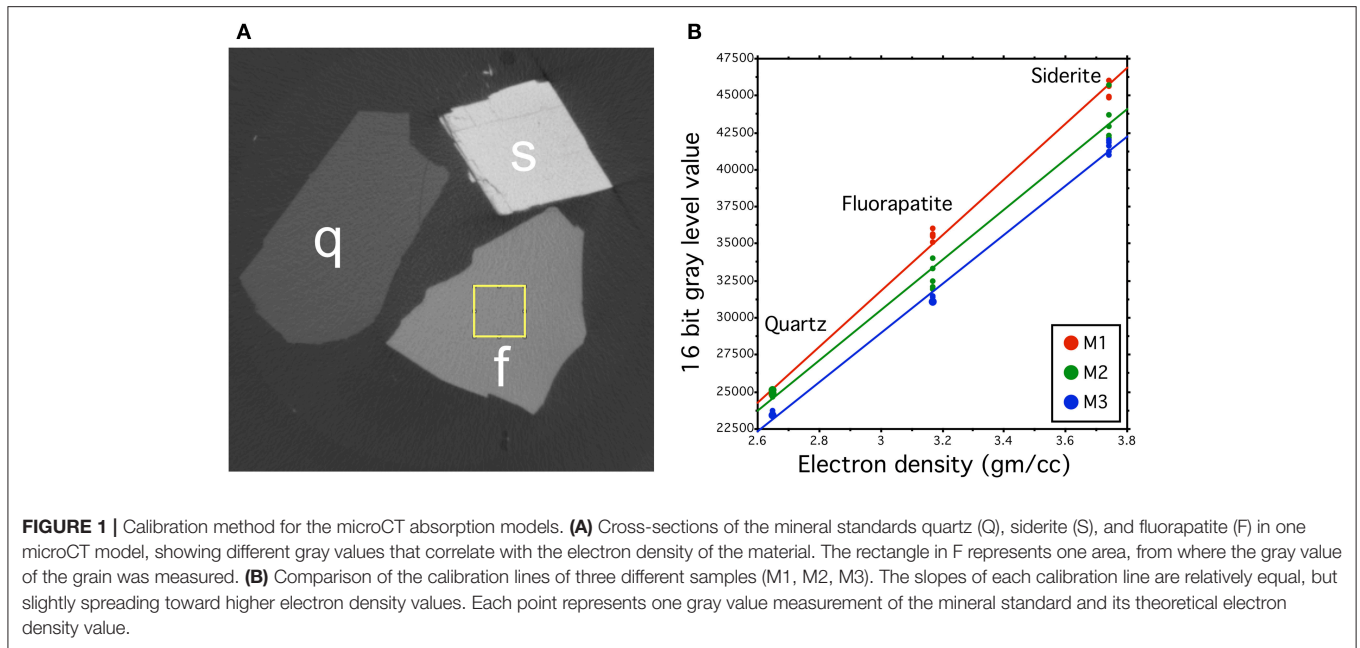 A
B
q
s
f
16 bit gray level value
47500
45000
42500
40000
37500
35000
32500
30000
27500
25000
22500
Siderite
Fluorapatite
Quartz
M1
M2
M3
2.6 2.8 3 3.2 3.4 3.6 3.8
Electron density (gm/cc)
FIGURE 1 | Calibration method for the microCT absorption models. (A) Cross-sections of the mineral standards quartz (Q), siderite (S), and fluorapatite (F) in one
microCT model, showing different gray values that correlate with the electron density of the material. The rectangle in F represents one area, from where the gray value
of the grain was measured. (B) Comparison of the calibration lines of three different samples (M1, M2, M3). The slopes of each calibration line are relatively equal, but
slightly spreading toward higher electron density values. Each point represents one gray value measurement of the mineral standard and its theoretical electron
density value.